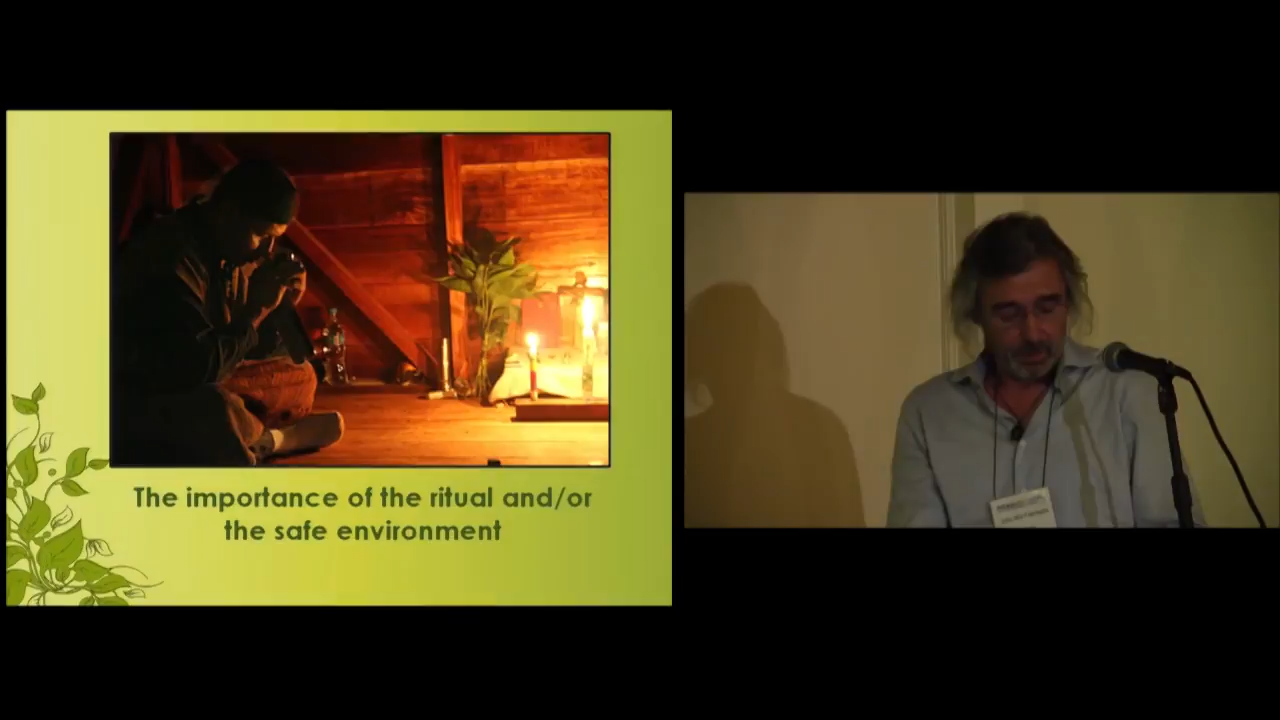 The importance of the ritual and/or
the safe environment